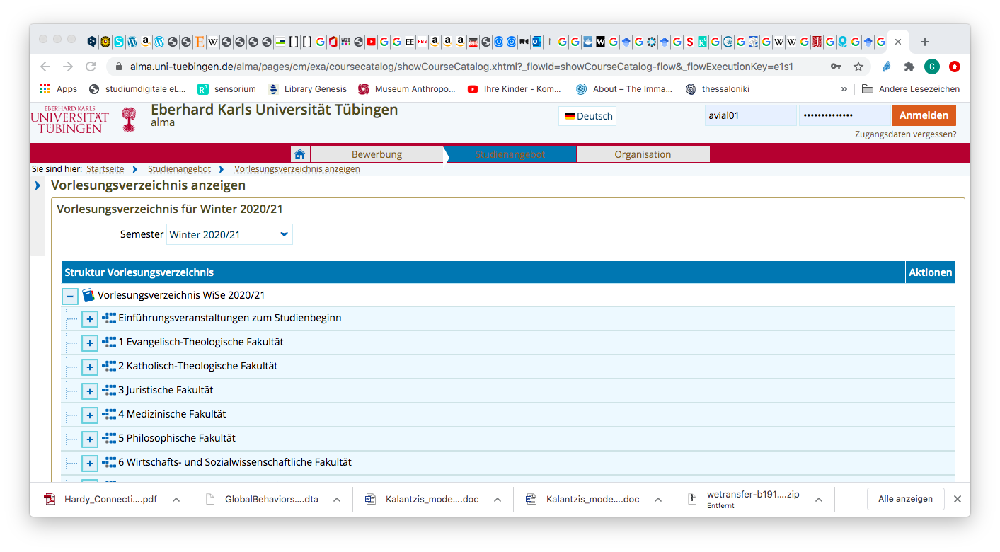 alma.uni-tuebingen.de/alma/pages/cm/exa/coursecatalog/showCourseCatalog.xhtml?_flowId=showCourseCatalog-flow&_flowExecutionKey=e1s1
G
Apps studiumdigitale eL... sensorium Library Genesis Museum Anthropo... Ihre Kinder - Kom... About – The Imma... thessaloniki » Andere Lesezeichen
EBERHARD KARLS
UNIVERSITÄT
TÜBINGEN
Eberhard Karls Universität Tübingen
alma
Deutsch
avial01 •••••••••••••• Anmelden
Zugangsdaten vergessen?
Bewerbung Studienangebot Organisation
Sie sind hier: Startseite Studienangebot Vorlesungsverzeichnis anzeigen
Vorlesungsverzeichnis anzeigen
Vorlesungsverzeichnis für Winter 2020/21
Semester Winter 2020/21
Struktur Vorlesungsverzeichnis Aktionen
Vorlesungsverzeichnis WiSe 2020/21
Einführungsveranstaltungen zum Studienbeginn
1 Evangelisch-Theologische Fakultät
2 Katholisch-Theologische Fakultät
3 Juristische Fakultät
4 Medizinische Fakultät
5 Philosophische Fakultät
6 Wirtschafts- und Sozialwissenschaftliche Fakultät
Hardy_Connecti....pdf GlobalBehaviors....dta Kalantzis_mode....doc Kalantzis_mode....doc wetransfer-b191....zip
Entfernt
Alle anzeigen